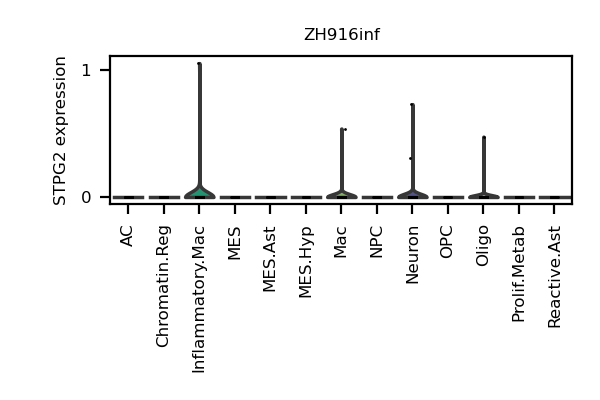 ZH916inf
STPG2 expression
1
0
AC
Chromatin.Reg
Inflammatory.Mac
MES
MES.Ast
MES.Hyp
Mac
NPC
Neuron
OPC
Oligo
Prolif.Metab
Reactive.Ast